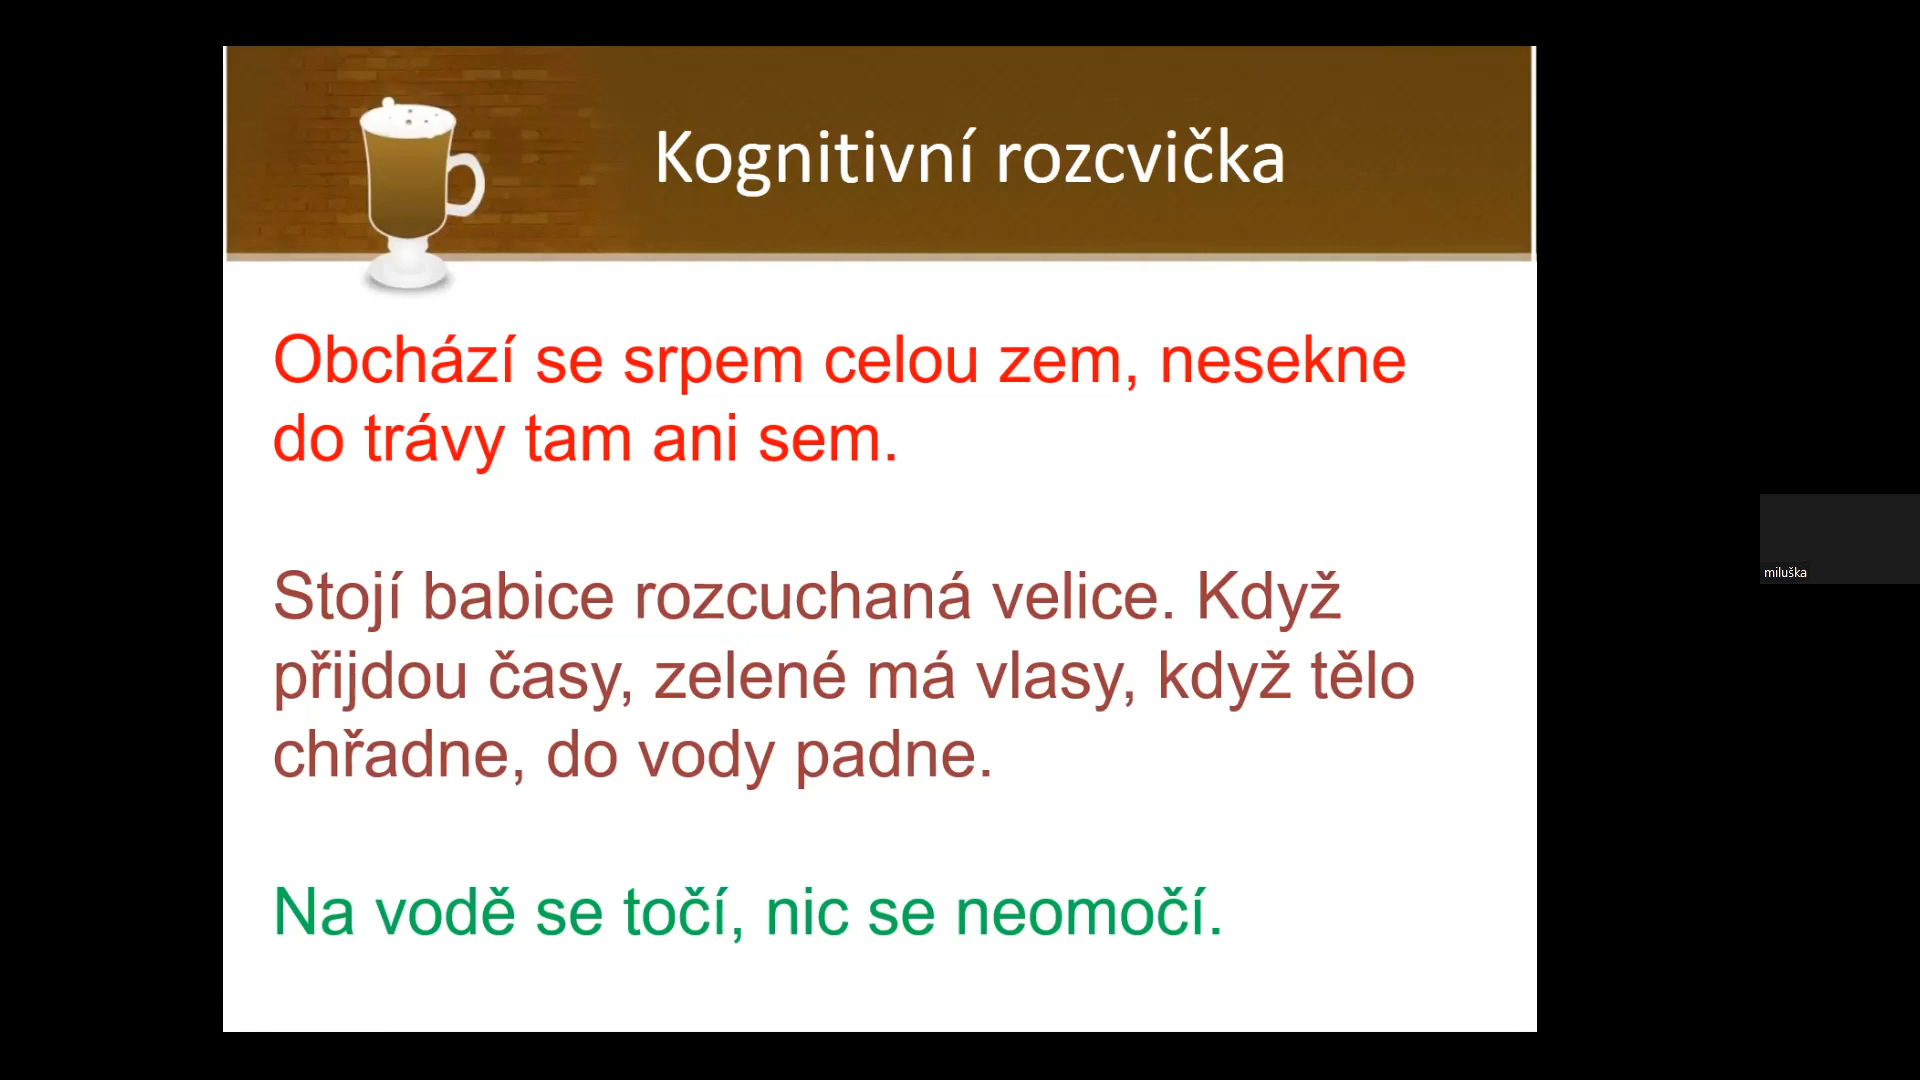 Kognitivní rozcvička
Obchází se srpem celou zem, nesekne
do trávy tam ani sem.
Stojí babice rozcuchaná velice. Když
přijdou časy, zelené má vlasy, když tělo
chřadne, do vody padne.
Na vodě se točí, nic se neomočí.
miluška